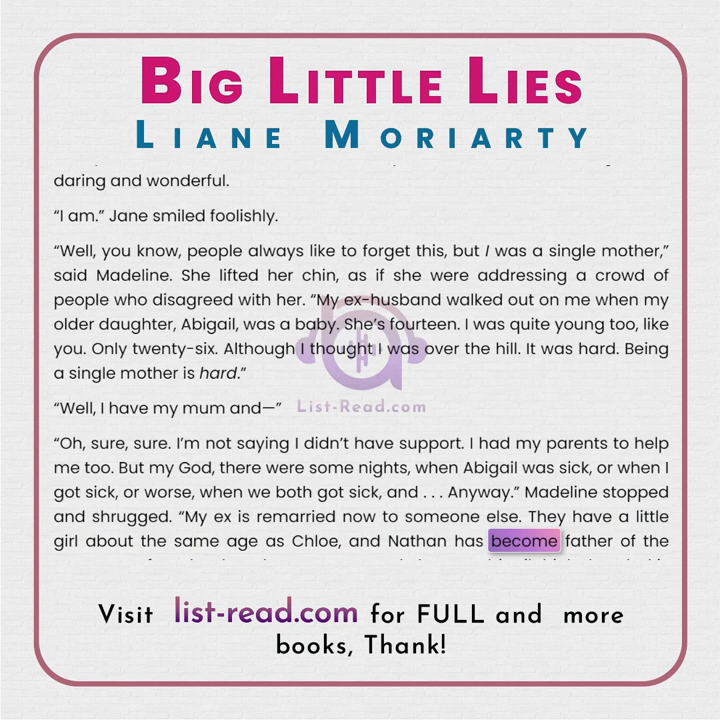 BIG LITTLE LIES
LIANE MORIARTY
daring and wonderful.
“I am.” Jane smiled foolishly.
“Well, you know, people always like to forget this, but I was a single mother,”
said Madeline. She lifted her chin, as if she were addressing a crowd of
people who disagreed with her. “My ex-husband walked out on me when my
older daughter, Abigail, was a baby. She’s fourteen. I was quite young too, like
you. Only twenty-six. Although I thought I was over the hill. It was hard. Being
a single mother is hard.”
“Well, I have my mum and—”
List-Read.com
“Oh, sure, sure. I’m not saying I didn’t have support. I had my parents to help
me too. But my God, there were some nights, when Abigail was sick, or when I
got sick, or worse, when we both got sick, and . . . Anyway.” Madeline stopped
and shrugged. “My ex is remarried now to someone else. They have a little
girl about the same age as Chloe, and Nathan has become father of the
Visit list-read.com for FULL and more
books, Thank!